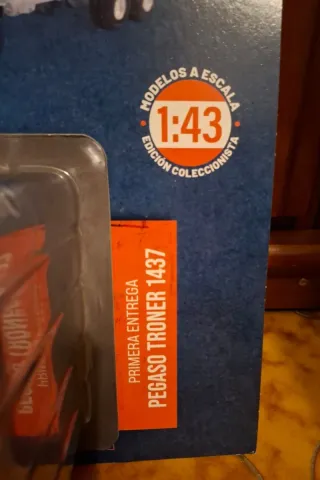 MODELOS A ESCALA
1:43
EDICIÓN COLECCIONISTA
PRIMERA ENTREGA
PEGASO TRONER 1437